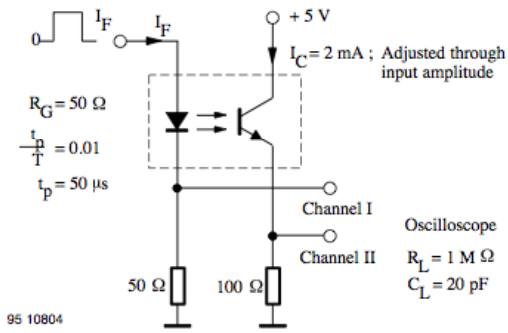 0 I_F I_F + 5 V
I_C = 2 mA ; Adjusted through
input amplitude
R_G = 50 Ω
t_p
T
= 0.01
t_p = 50 µs
Channel I
Channel II
Oscilloscope
R_L = 1 M Ω
C_L = 20 pF
50 Ω 100 Ω
95 10804